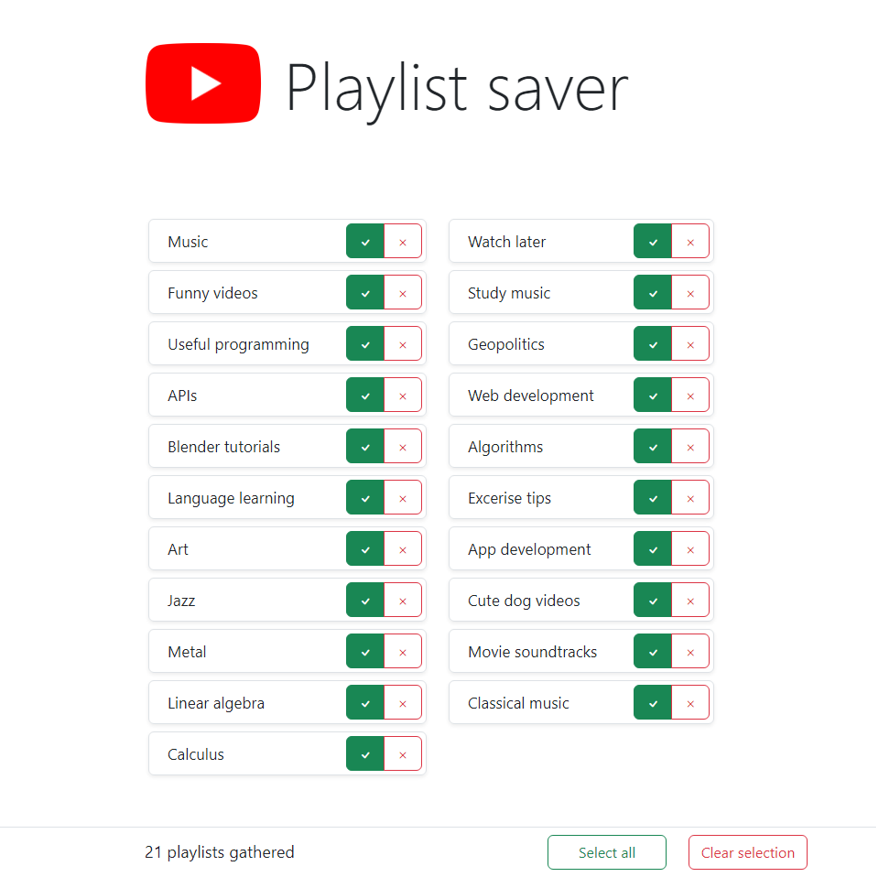 Playlist saver
Music
Watch later
Funny videos
Study music
Useful programming
Geopolitics
APIs
Web development
Blender tutorials
Algorithms
Language learning
Excerise tips
Art
App development
Jazz
Cute dog videos
Metal
Movie soundtracks
Linear algebra
Classical music
Calculus
21 playlists gathered
Select all
Clear selection